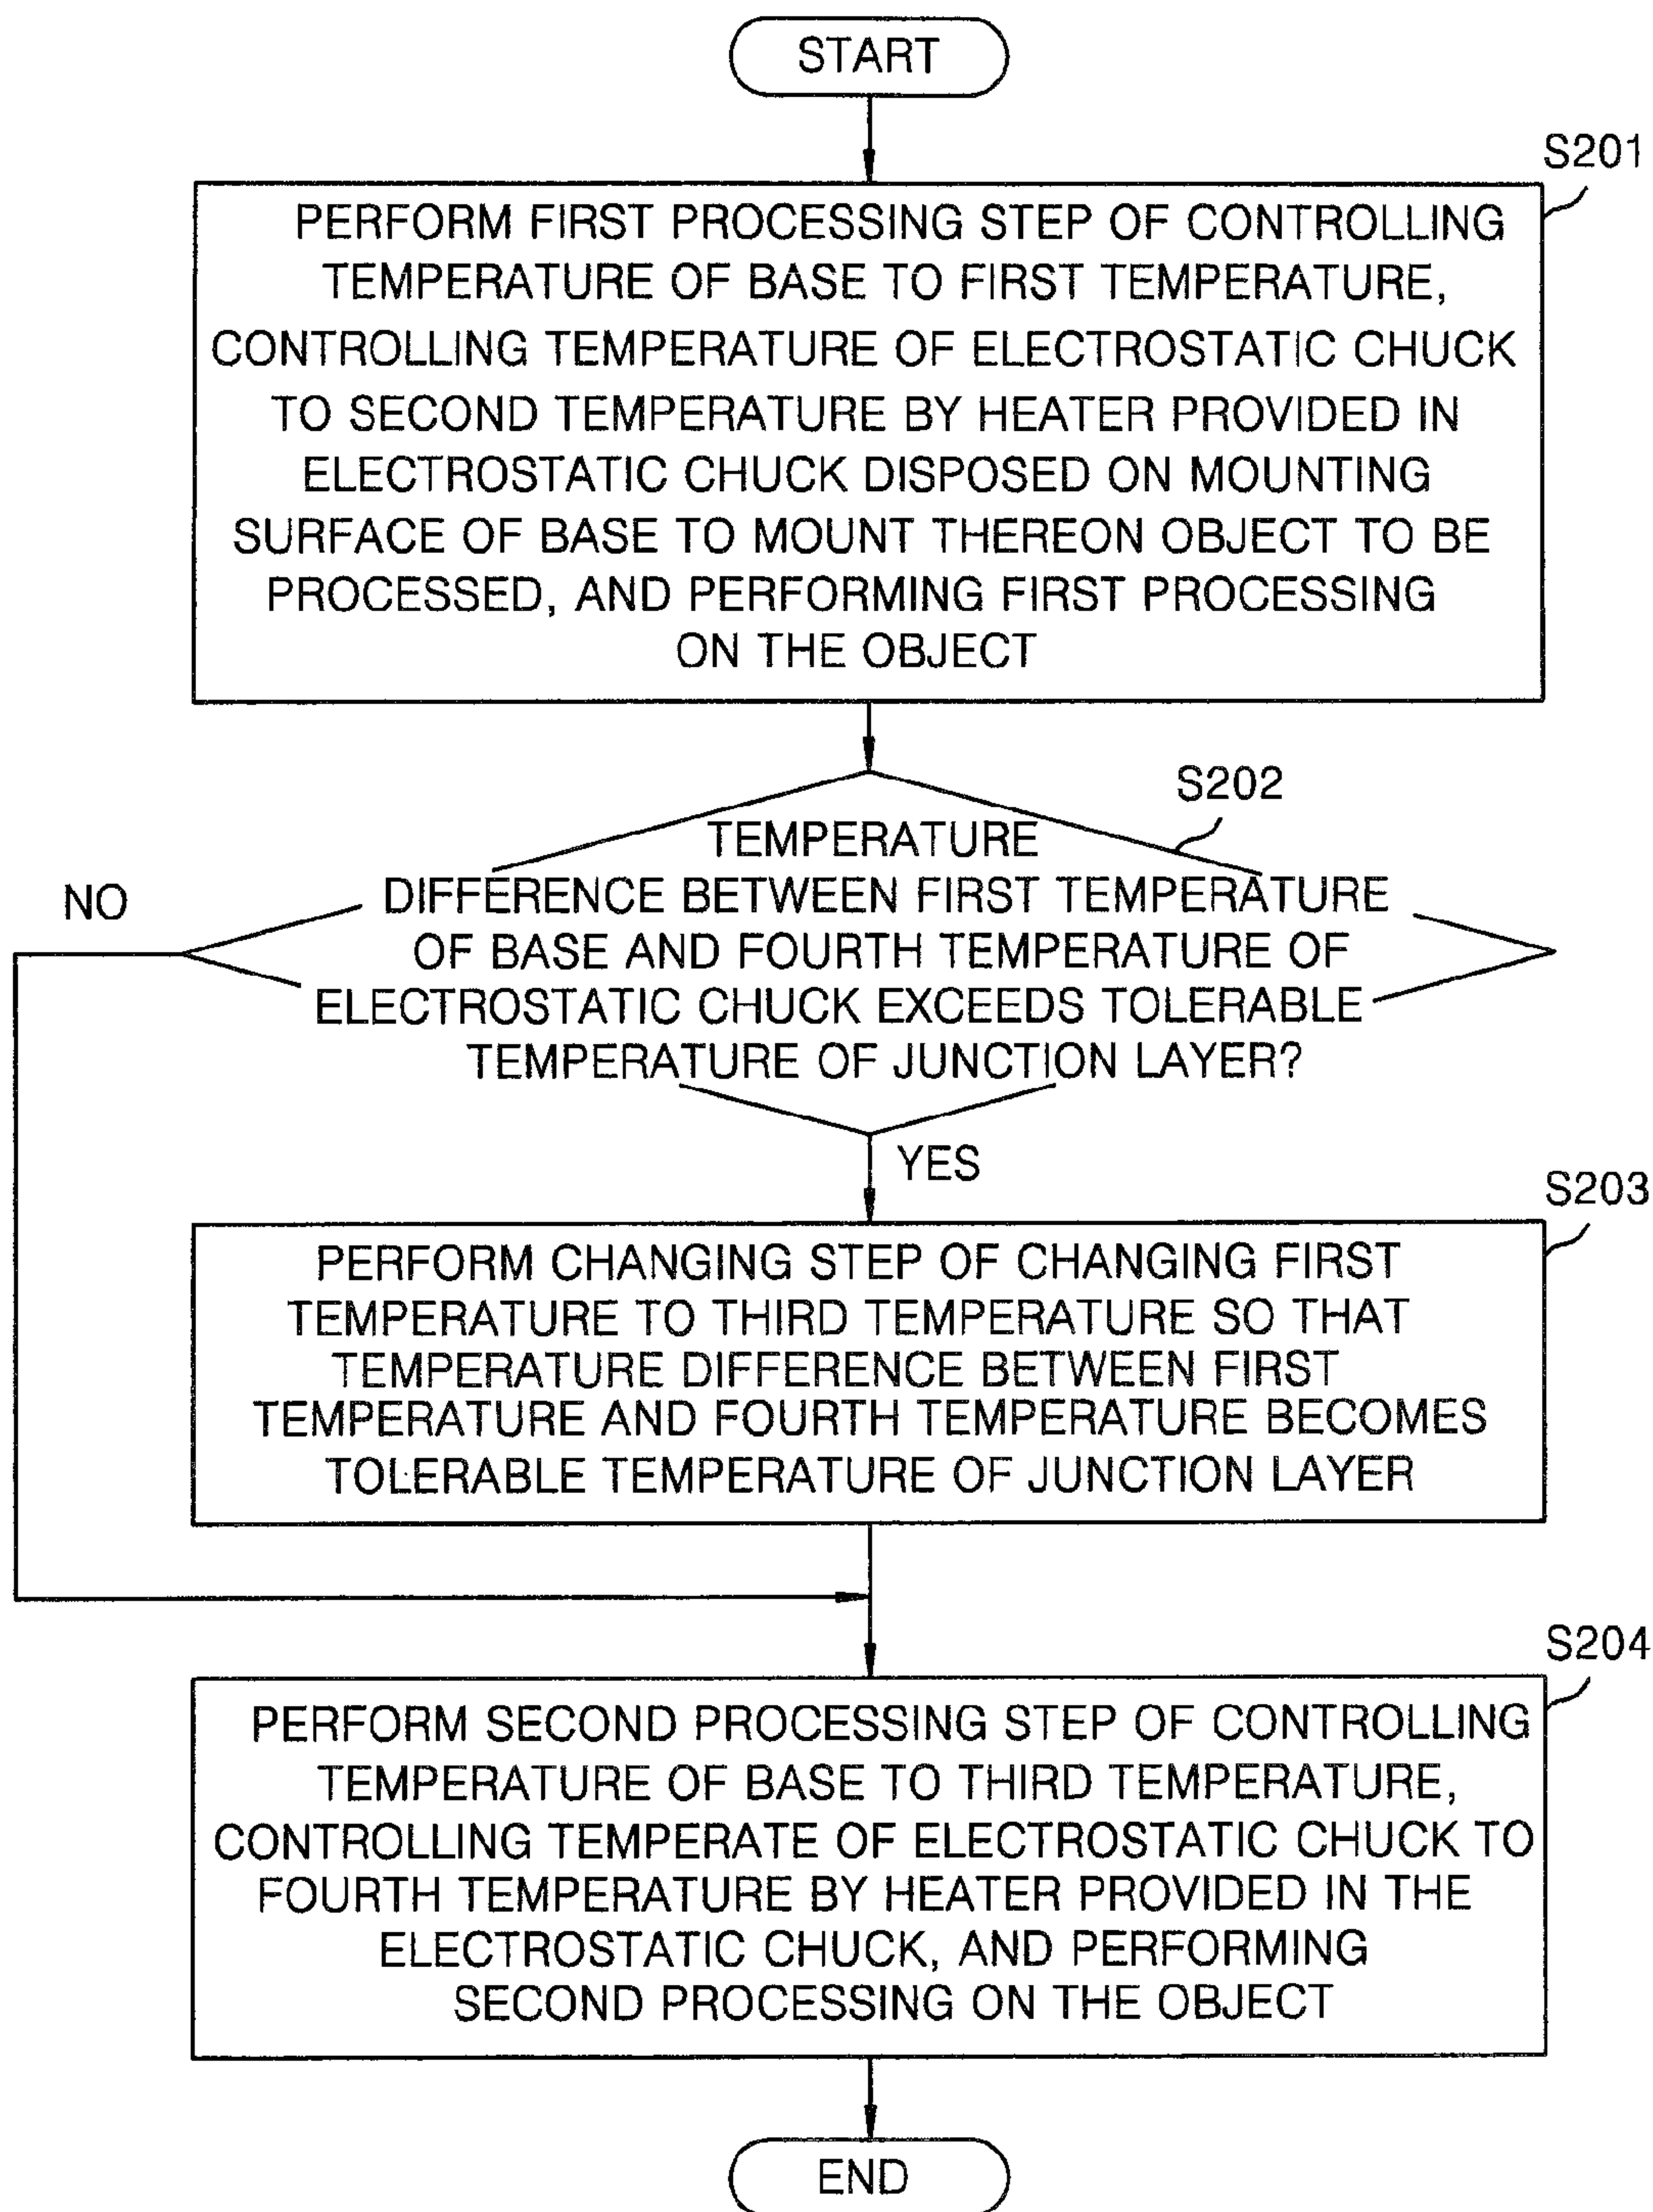 START
S201
PERFORM FIRST PROCESSING STEP OF CONTROLLING
TEMPERATURE OF BASE TO FIRST TEMPERATURE,
CONTROLLING TEMPERATURE OF ELECTROSTATIC CHUCK
TO SECOND TEMPERATURE BY HEATER PROVIDED IN
ELECTROSTATIC CHUCK DISPOSED ON MOUNTING
SURFACE OF BASE TO MOUNT THEREON OBJECT TO BE
PROCESSED, AND PERFORMING FIRST PROCESSING
ON THE OBJECT
S202
TEMPERATURE
DIFFERENCE BETWEEN FIRST TEMPERATURE
OF BASE AND FOURTH TEMPERATURE OF
ELECTROSTATIC CHUCK EXCEEDS TOLERABLE
TEMPERATURE OF JUNCTION LAYER?
NO
YES
S203
PERFORM CHANGING STEP OF CHANGING FIRST
TEMPERATURE TO THIRD TEMPERATURE SO THAT
TEMPERATURE DIFFERENCE BETWEEN FIRST
TEMPERATURE AND FOURTH TEMPERATURE BECOMES
TOLERABLE TEMPERATURE OF JUNCTION LAYER
S204
PERFORM SECOND PROCESSING STEP OF CONTROLLING
TEMPERATURE OF BASE TO THIRD TEMPERATURE,
CONTROLLING TEMPERATE OF ELECTROSTATIC CHUCK TO
FOURTH TEMPERATURE BY HEATER PROVIDED IN THE
ELECTROSTATIC CHUCK, AND PERFORMING
SECOND PROCESSING ON THE OBJECT
END